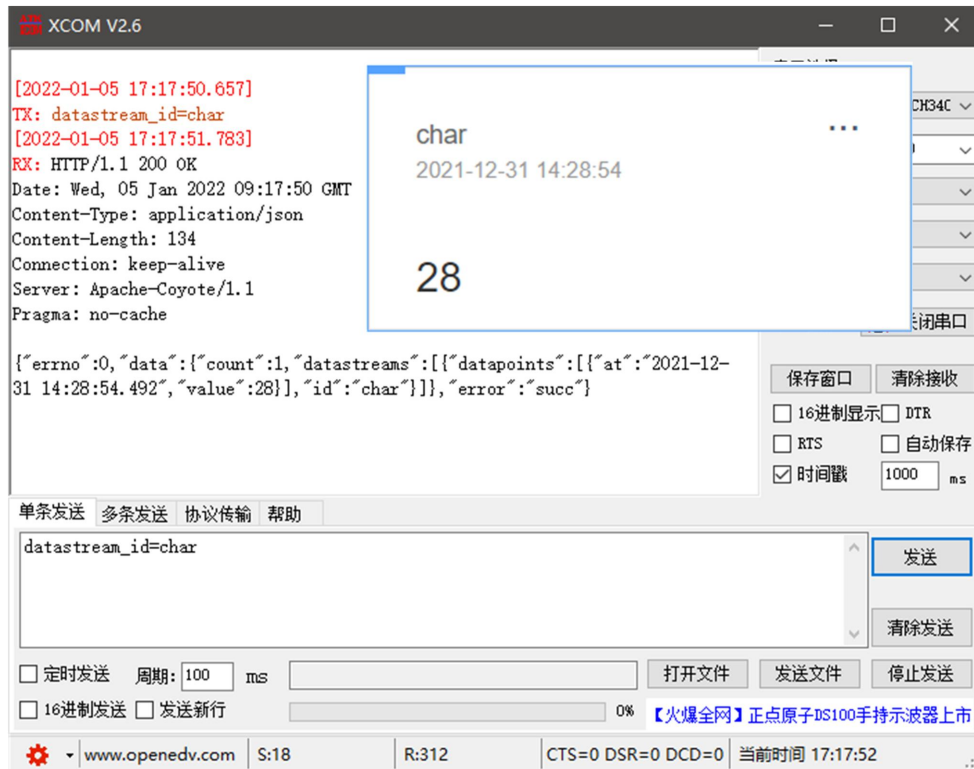 XCOM V2.6
[2022-01-05 17:17:50.657]
TX: datastream_id=char
[2022-01-05 17:17:51.783]
RX: HTTP/1.1 200 OK
Date: Wed, 05 Jan 2022 09:17:50 GMT
Content-Type: application/json
Content-Length: 134
Connection: keep-alive
Server: Apache-Coyote/1.1
Pragma: no-cache
{"errno":0,"data":{"count":1,"datastreams":[{"datapoints":[{"at":"2021-12-
31 14:28:54.492","value":28}],"id":"char"}]},"error":"succ"}
char
...
2021-12-31 14:28:54
28
CH340
关闭串口
保存窗口 清除接收
16进制显示 DTR
RTS 自动保存
时间戳 1000 ms
单条发送 多条发送 协议传输 帮助
datastream_id=char
发送
清除发送
定时发送 周期: 100 ms 打开文件 发送文件 停止发送
16进制发送 发送新行 0% 【火爆全网】正点原子DS100手持示波器上市
www.openedv.com S:18 R:312 CTS=0 DSR=0 DCD=0 当前时间 17:17:52